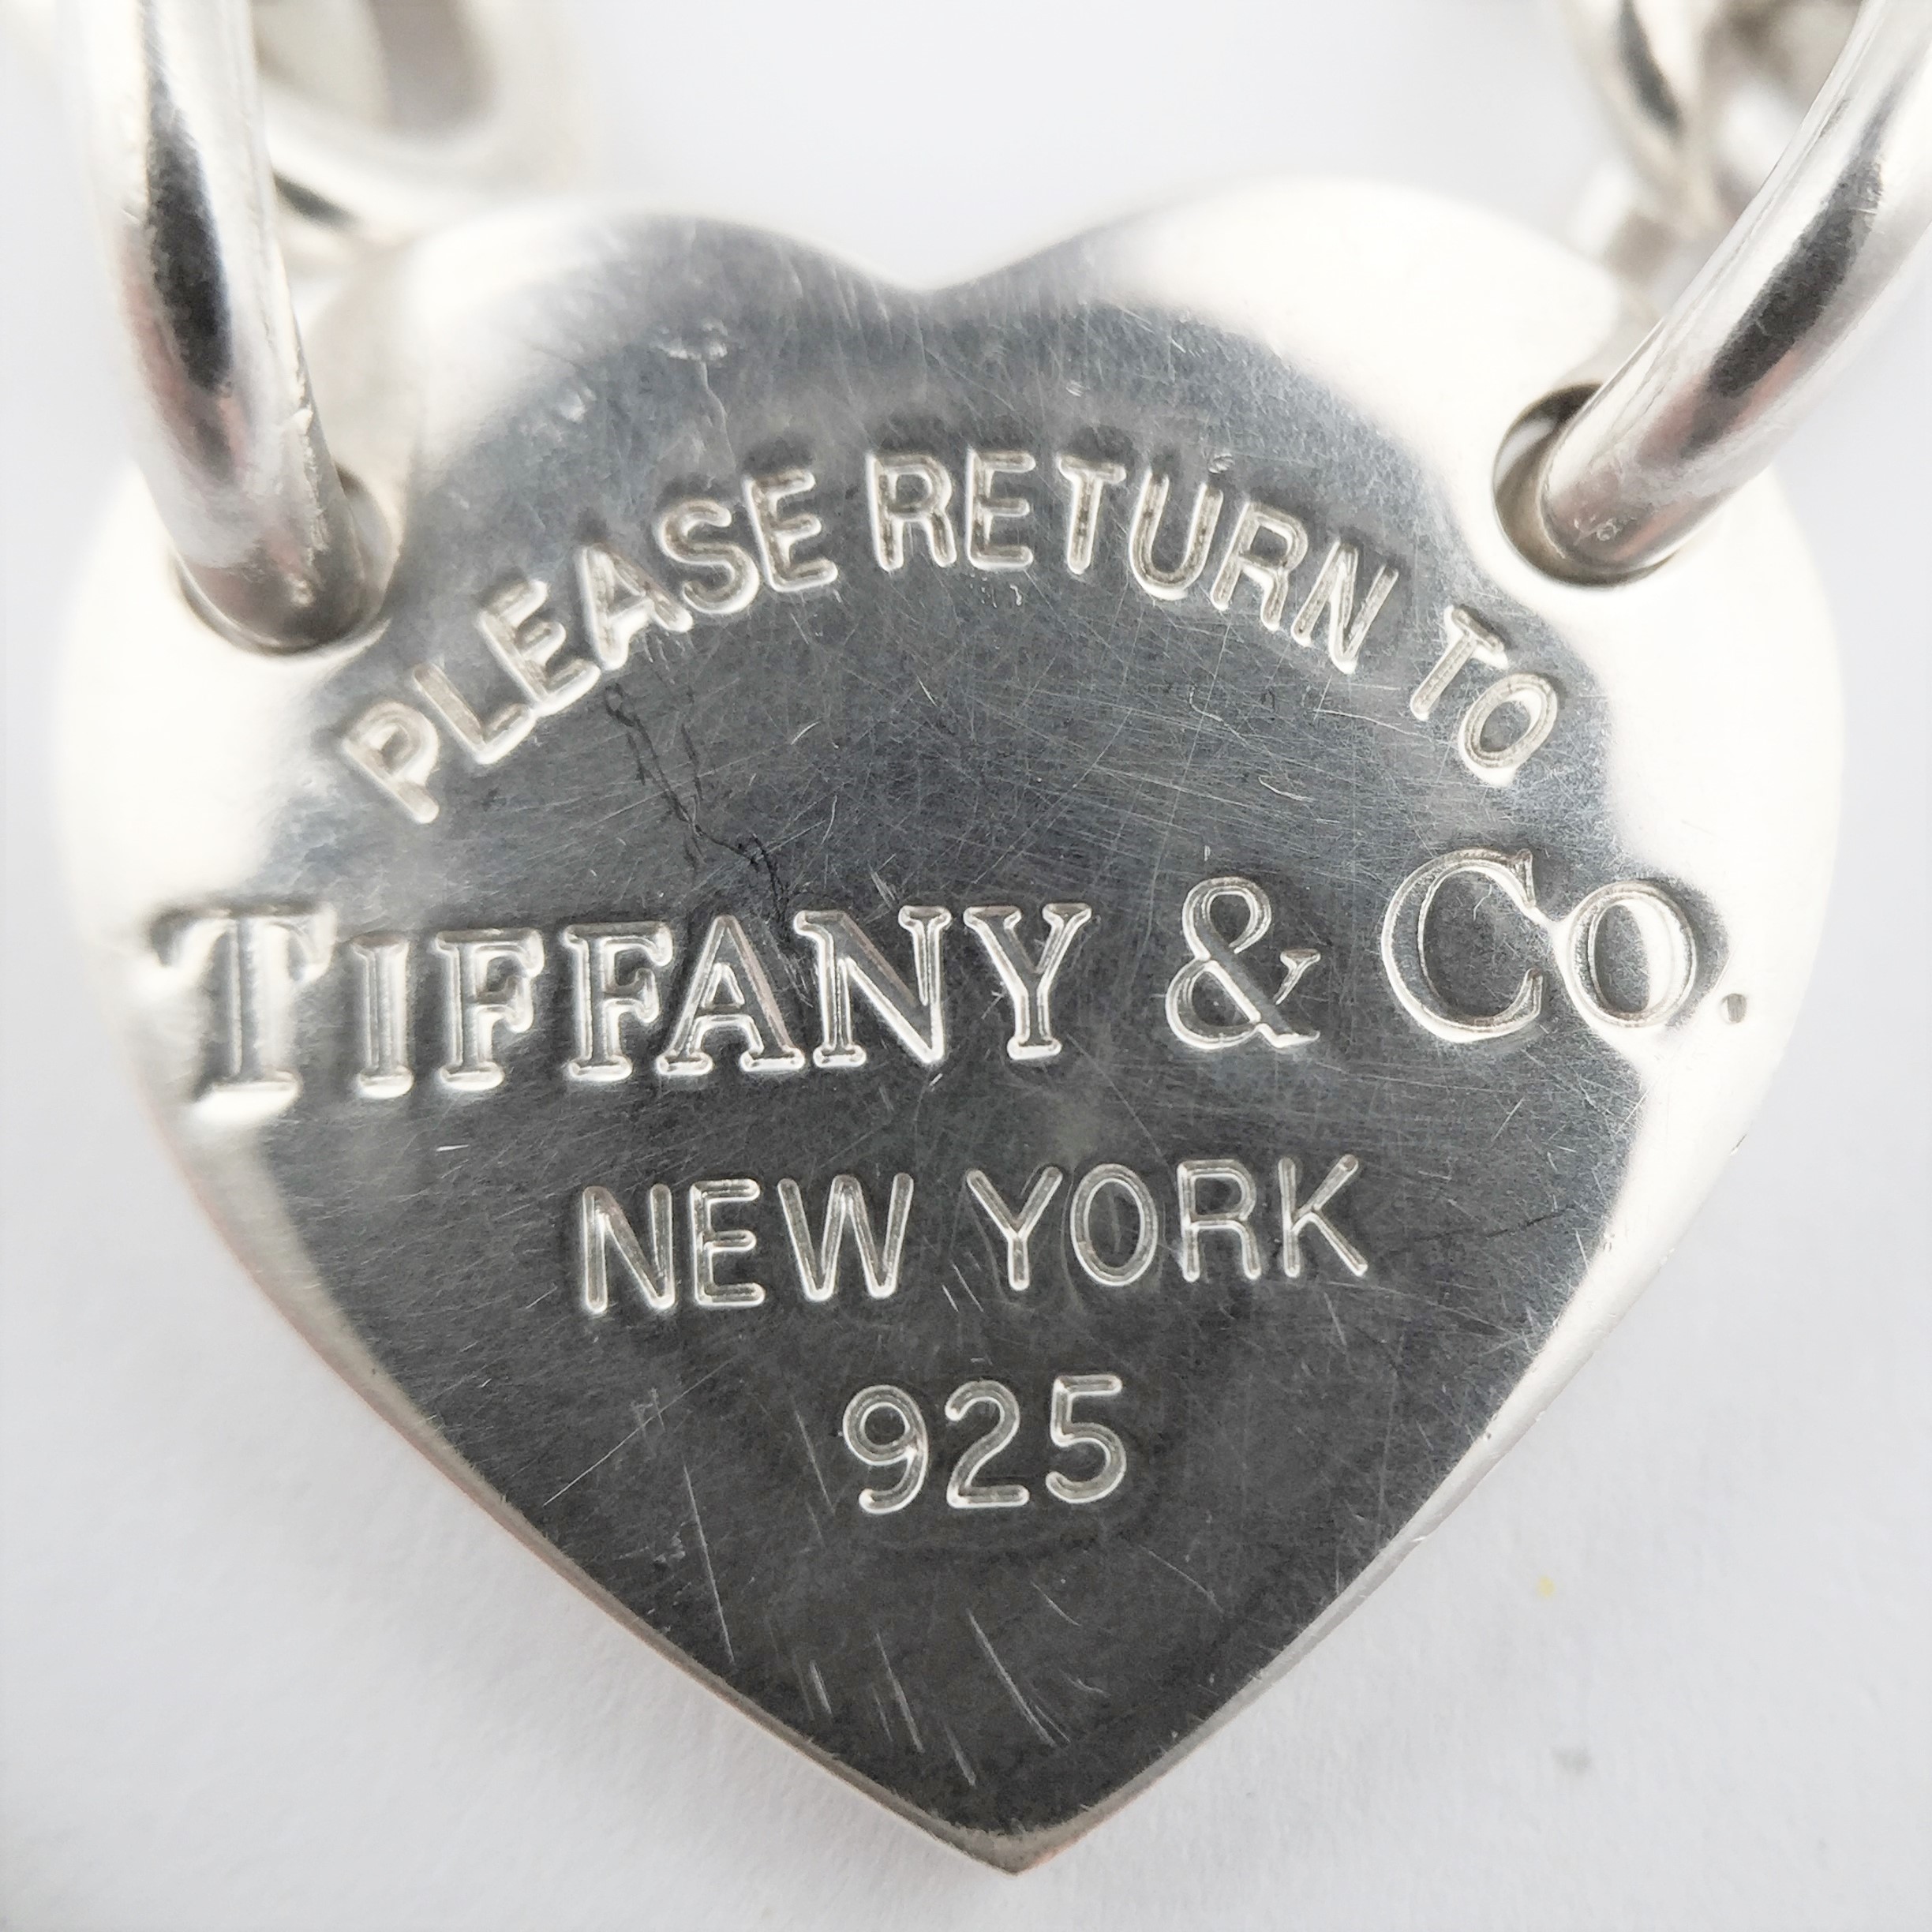 PLEASE RETURN TO
TIFFANY & CO.
NEW YORK
925